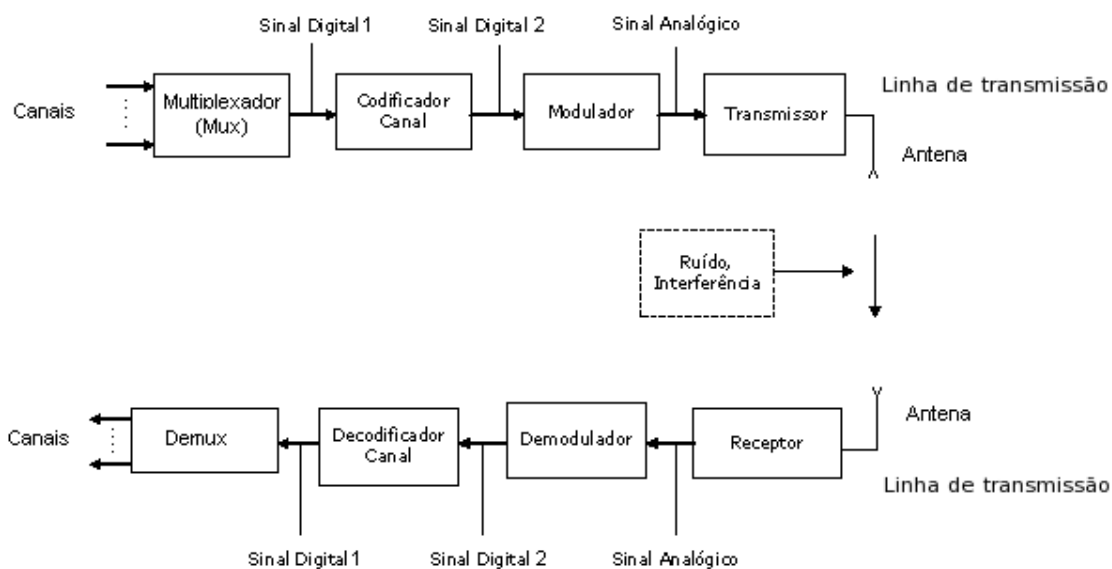 Sinal Digital 1
Sinal Digital 2
Sinal Analógico
Canais
Multiplexador
(Mux)
Codificador
Canal
Modulador
Transmissor
Linha de transmissão
Antena
Ruído,
Interferência
Canais
Demux
Decodificador
Canal
Demodulador
Receptor
Antena
Linha de transmissão
Sinal Digital 1
Sinal Digital 2
Sinal Analógico